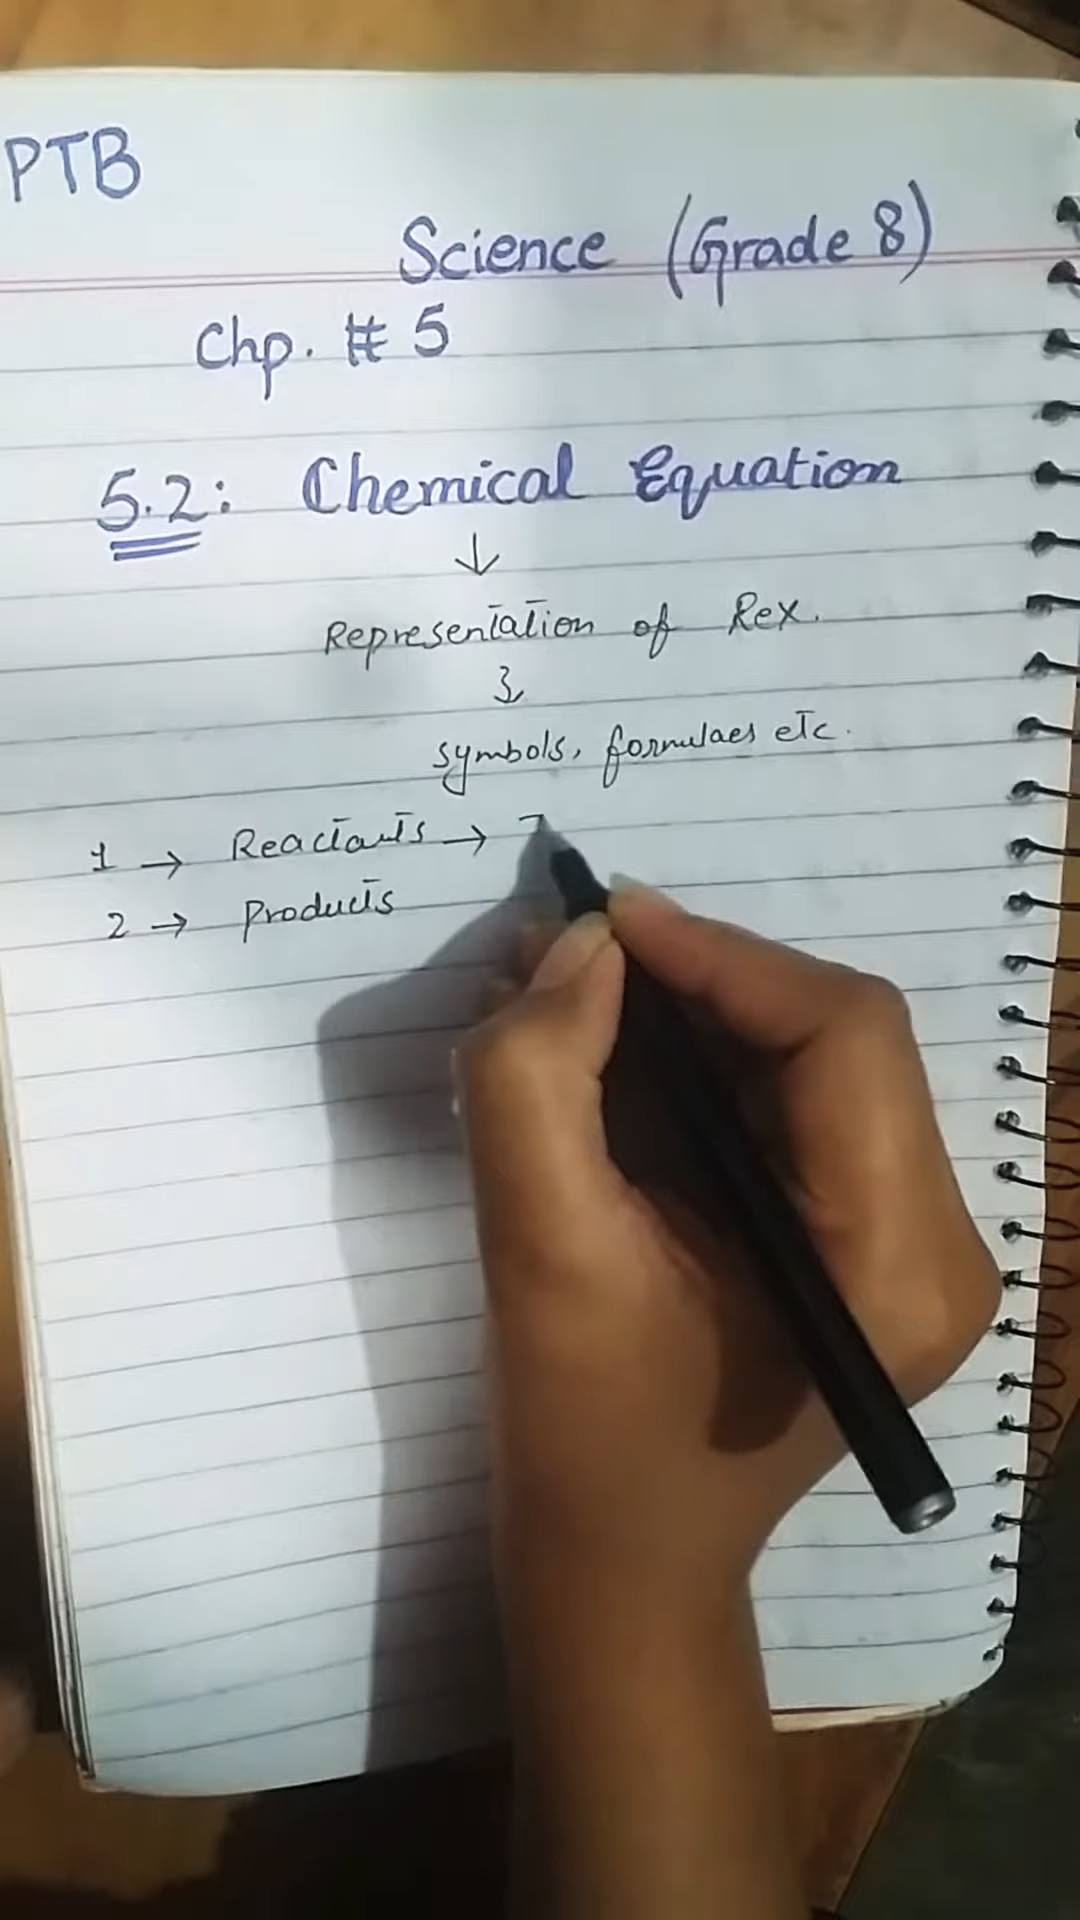 PTB
Science (Grade 8)
Chp. # 5
5.2: Chemical Equation
↓
Representation of Rex.
↓
symbols, formulaes etc.
1 → Reactants →
2 → Products